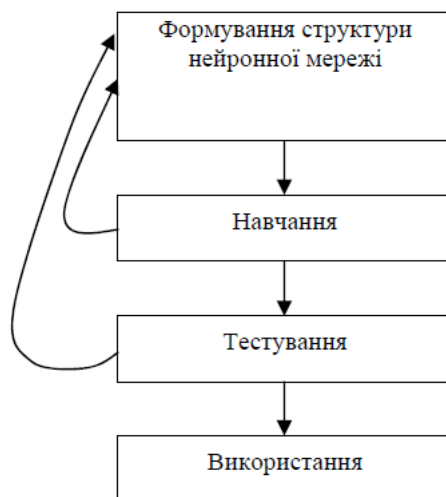 Формування структури
нейронної мережі
Навчання
Тестування
Використання